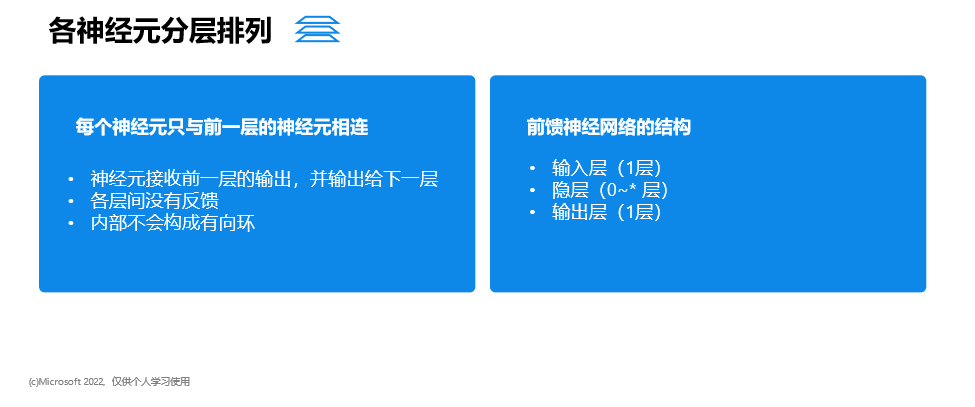 各神经元分层排列
每个神经元只与前一层的神经元相连
• 神经元接收前一层的输出，并输出给下一层
• 各层间没有反馈
• 内部不会构成有向环
前馈神经网络的结构
• 输入层（1层）
• 隐层（0~* 层）
• 输出层（1层）
(c)Microsoft 2022, 仅供个人学习使用